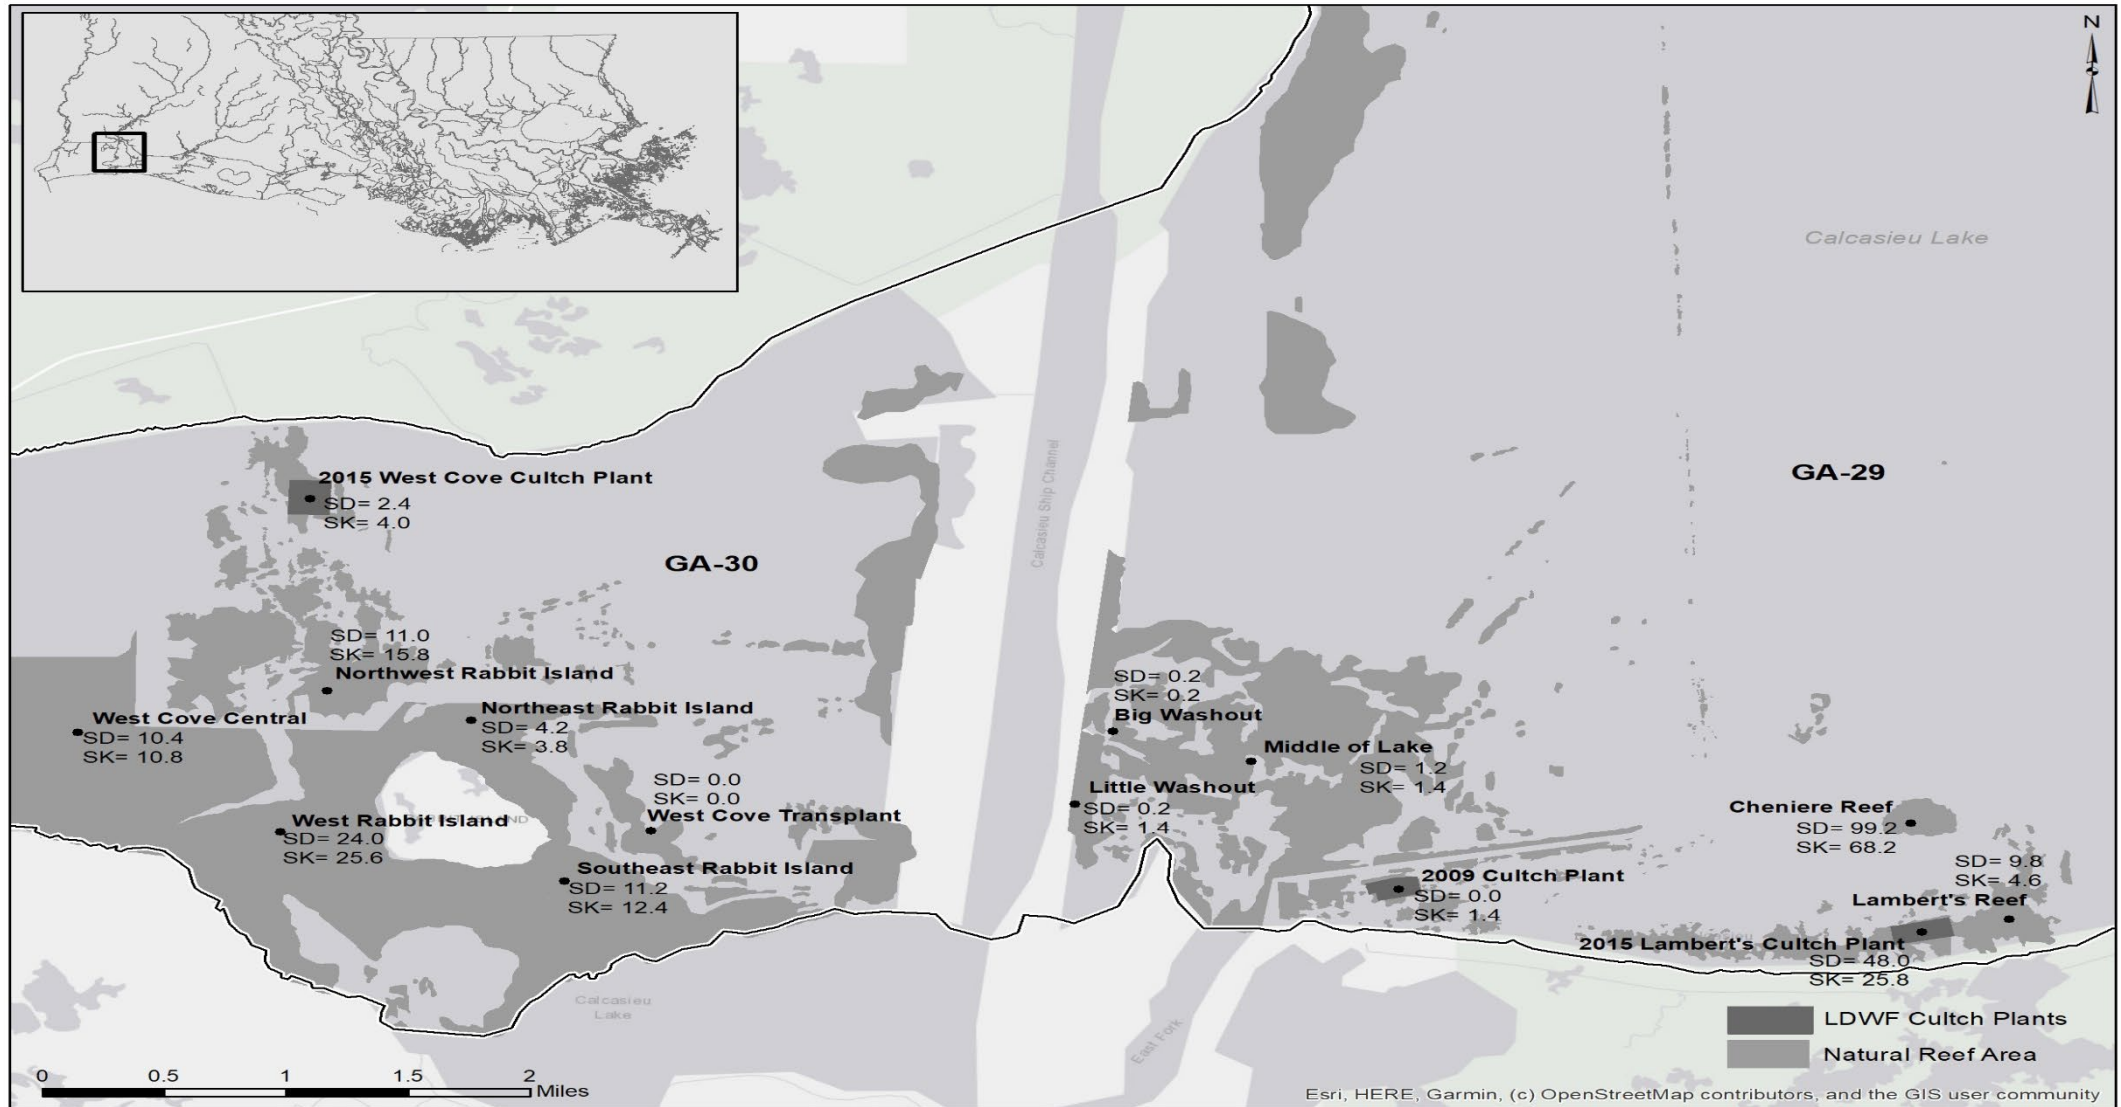 N
Calcasieu Lake
GA-29
2015 West Cove Cultch Plant
SD= 2.4
SK= 4.0
Calcasieu Ship Channel
GA-30
SD= 11.0
SK= 15.8
Northwest Rabbit Island
West Cove Central
SD= 10.4
SK= 10.8
Northeast Rabbit Island
SD= 4.2
SK= 3.8
SD= 0.0
SK= 0.0
West Cove Transplant
West Rabbit Island
SD= 24.0
SK= 25.6
ISLAND
Southeast Rabbit Island
SD= 11.2
SK= 12.4
SD= 0.2
SK= 0.2
Big Washout
Middle of Lake
SD= 1.2
SK= 1.4
Little Washout
SD= 0.2
SK= 1.4
Cheniere Reef
SD= 99.2
SK= 68.2
2009 Cultch Plant
SD= 0.0
SK= 1.4
SD= 9.8
SK= 4.6
Lambert's Reef
2015 Lambert's Cultch Plant
SD= 48.0
SK= 25.8
Calcasieu
Lake
East Fork
LDWF Cultch Plants
Natural Reef Area
0 0.5 1 1.5 2
Miles
Esri, HERE, Garmin, (c) OpenStreetMap contributors, and the GIS user community